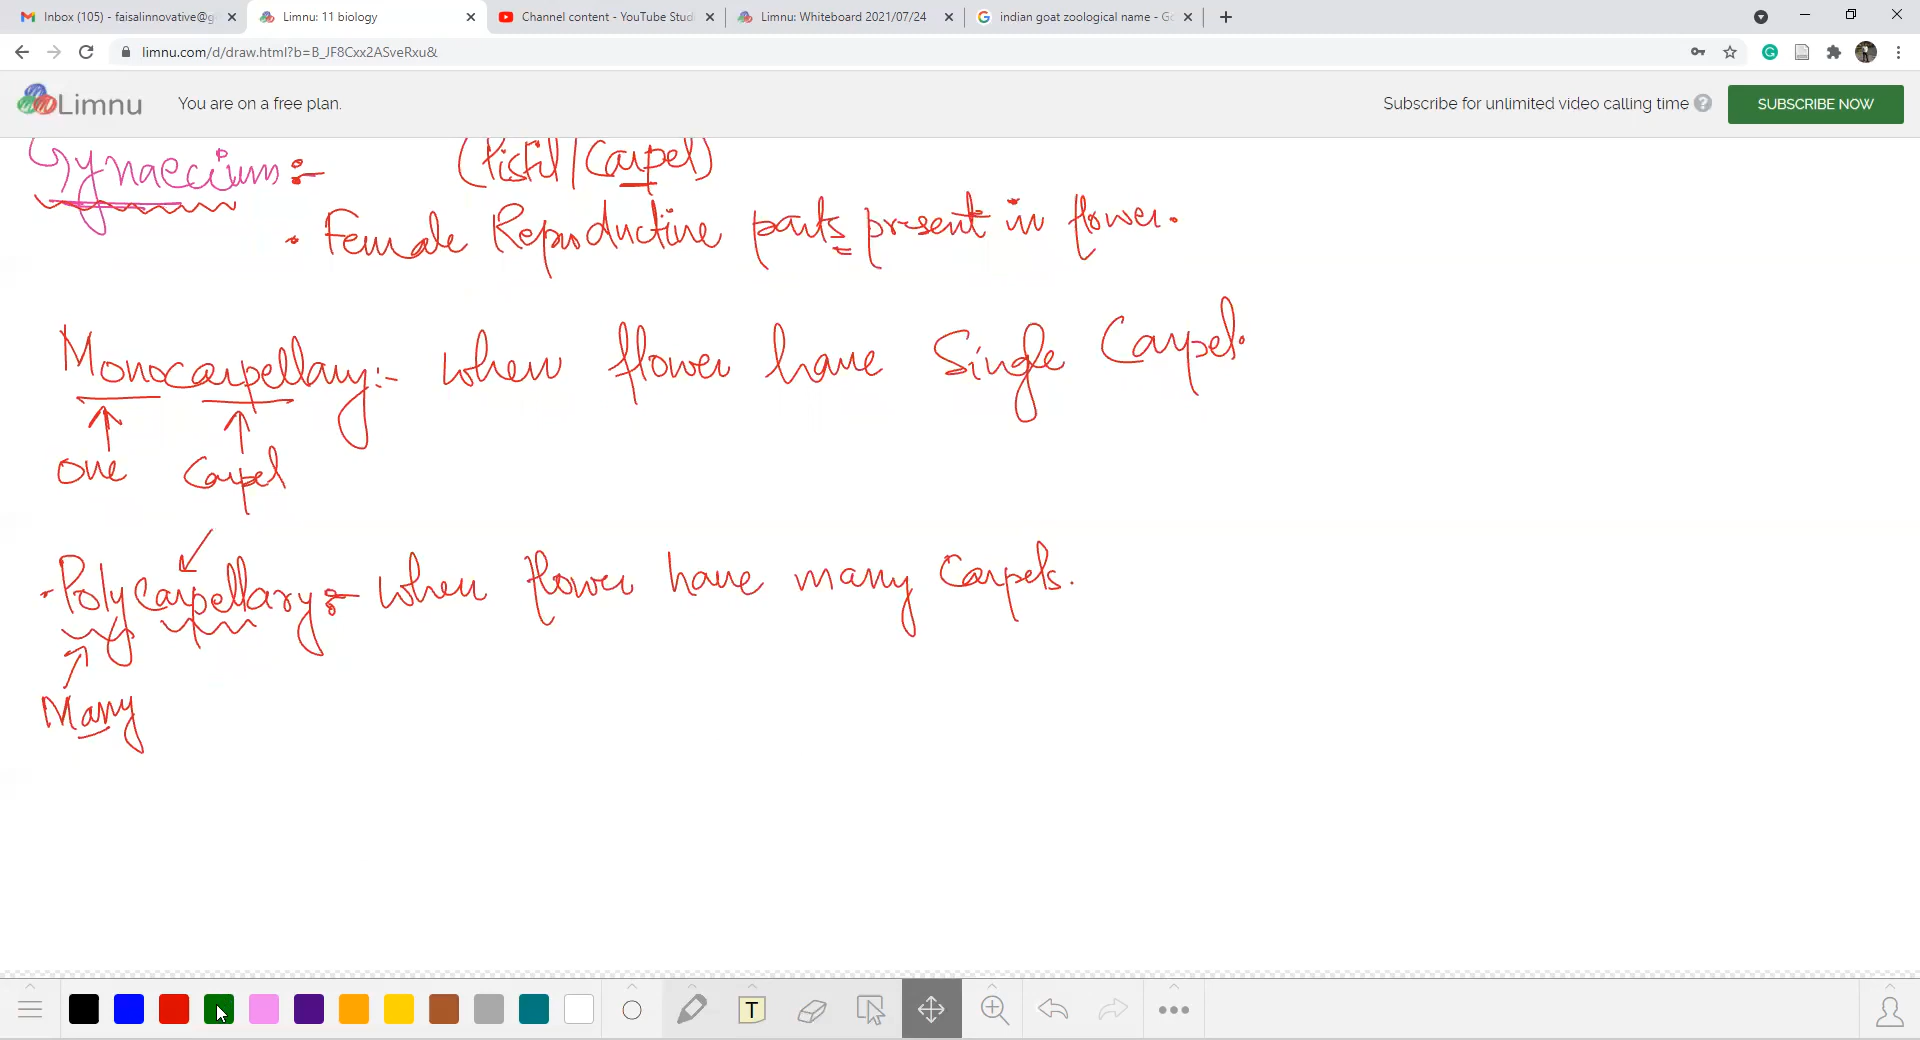 Inbox (105) - faisalinnovative@g
Limnu: 11 biology
Channel content - YouTube Stud
Limnu: Whiteboard 2021/07/24
indian goat zoological name - Go
limnu.com/d/draw.html?b=B_JF8Cxx2ASveRxu&
Limnu
You are on a free plan.
Subscribe for unlimited video calling time ?
SUBSCRIBE NOW
Gynaecium :- (Pistil / Carpel)
• Female Reproductive parts present in flower.
Monocarpellary :- when flower have Single Carpel.
one Carpel
• Polycarpellary :- when flower have many Carpels.
Many
T